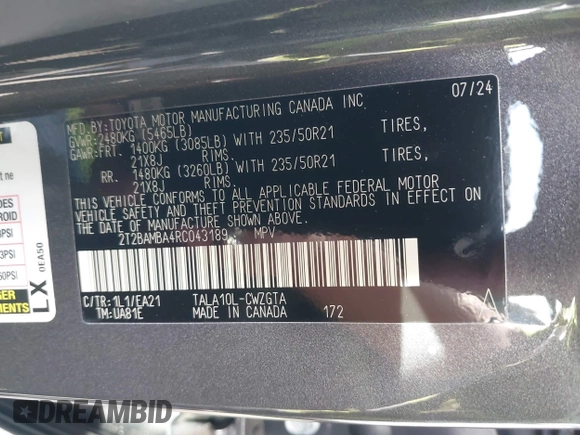 07/24
MFD.BY:TOYOTA MOTOR MANUFACTURING CANADA INC.
GVWR:2480KG (5465LB)
GAWR:FRT. 1400KG (3085LB) WITH 235/50R21 TIRES,
21X8J RIMS.
RR. 1480KG (3260LB) WITH 235/50R21 TIRES,
21X8J RIMS.
THIS VEHICLE CONFORMS TO ALL APPLICABLE FEDERAL MOTOR
VEHICLE SAFETY AND THEFT PREVENTION STANDARDS IN EFFECT
ON THE DATE OF MANUFACTURE SHOWN ABOVE.
2T2BAMBA4RC043189 MPV
C/TR:1L1/EA21 TALA10L-CWZGTA
TM:UA81E MADE IN CANADA 172
LX
0EA50
DREAMBID